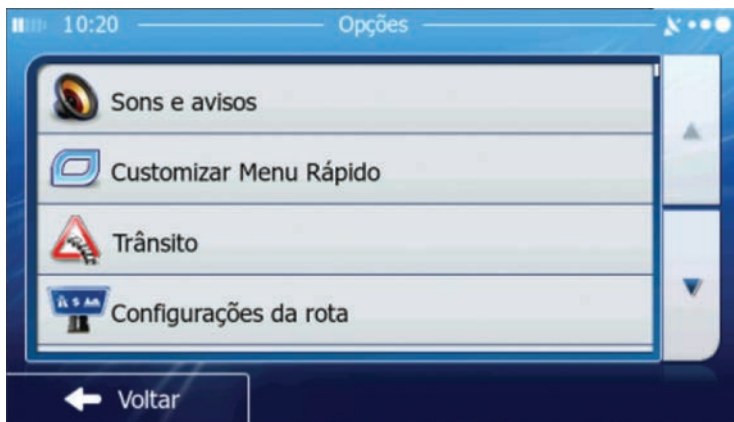 10:20 Opções
Sons e avisos
Customizar Menu Rápido
Trânsito
Configurações da rota
Voltar